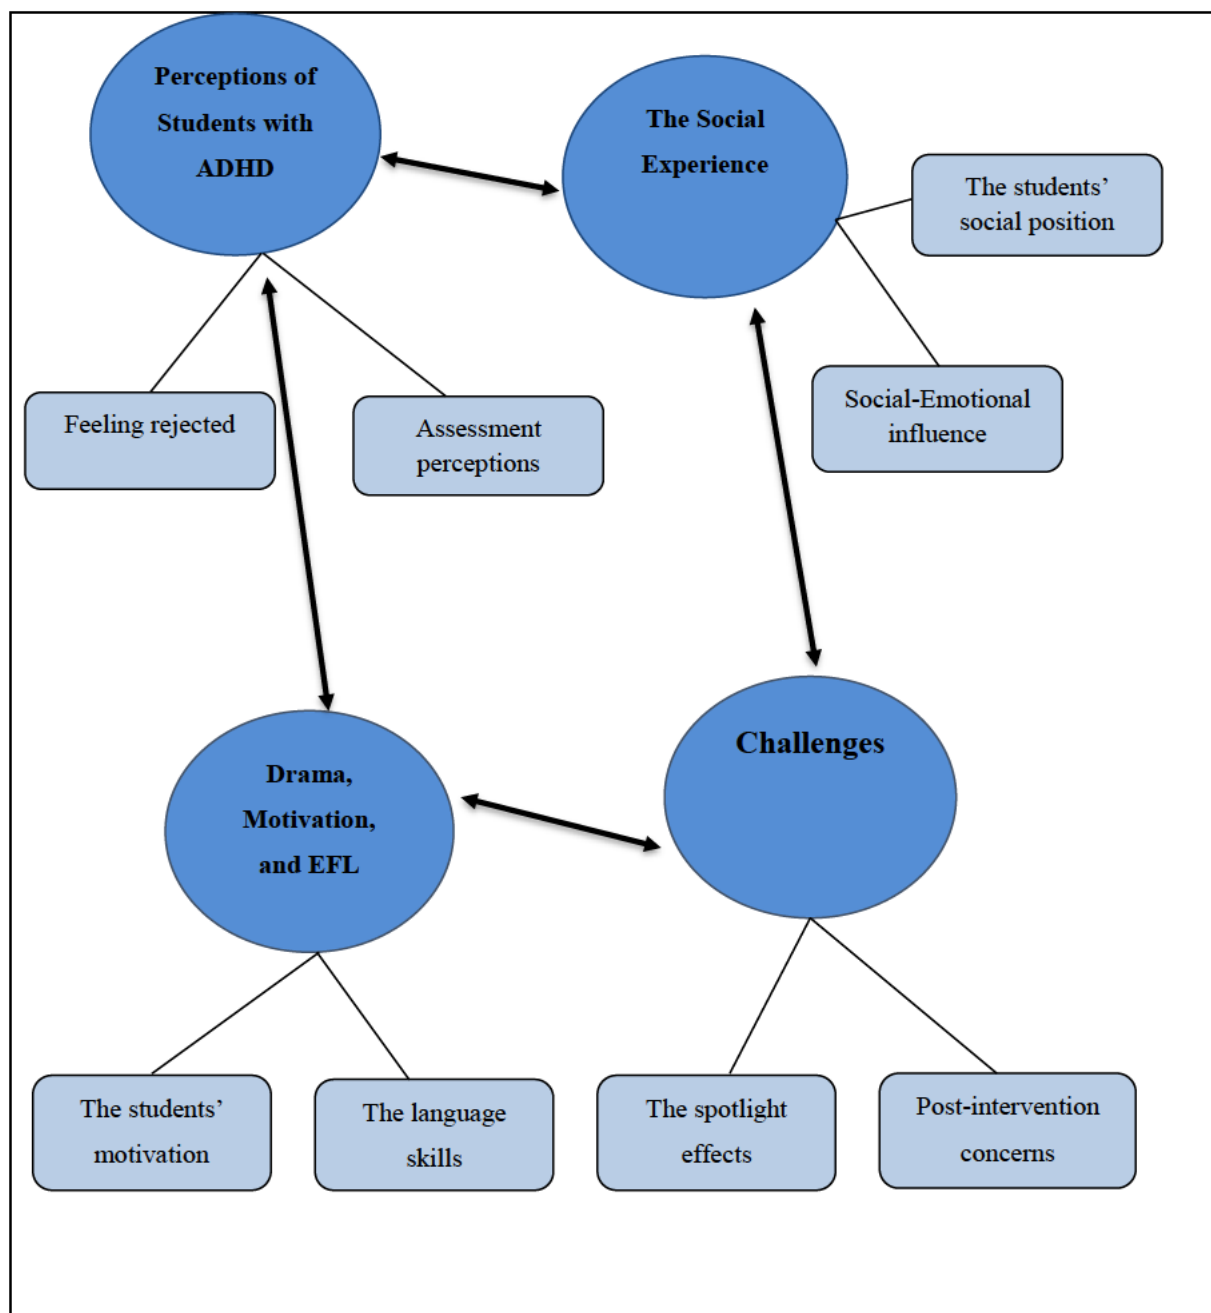 Perceptions of
Students with
ADHD
The Social
Experience
The students’
social position
Social-Emotional
influence
Feeling rejected
Assessment
perceptions
Drama,
Motivation,
and EFL
Challenges
The students’
motivation
The language
skills
The spotlight
effects
Post-intervention
concerns